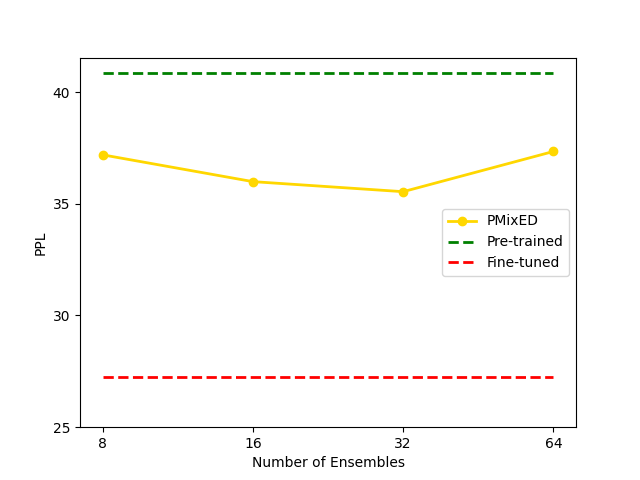 40
35
30
25
PPL
8 16 32 64
Number of Ensembles
PMixED
Pre-trained
Fine-tuned